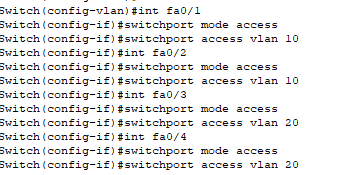 Switch(config-vlan)#int fa0/1
Switch(config-if)#switchport mode access
Switch(config-if)#switchport access vlan 10
Switch(config-if)#int fa0/2
Switch(config-if)#switchport mode access
Switch(config-if)#switchport access vlan 10
Switch(config-if)#int fa0/3
Switch(config-if)#switchport mode access
Switch(config-if)#switchport access vlan 20
Switch(config-if)#int fa0/4
Switch(config-if)#switchport mode access
Switch(config-if)#switchport access vlan 20